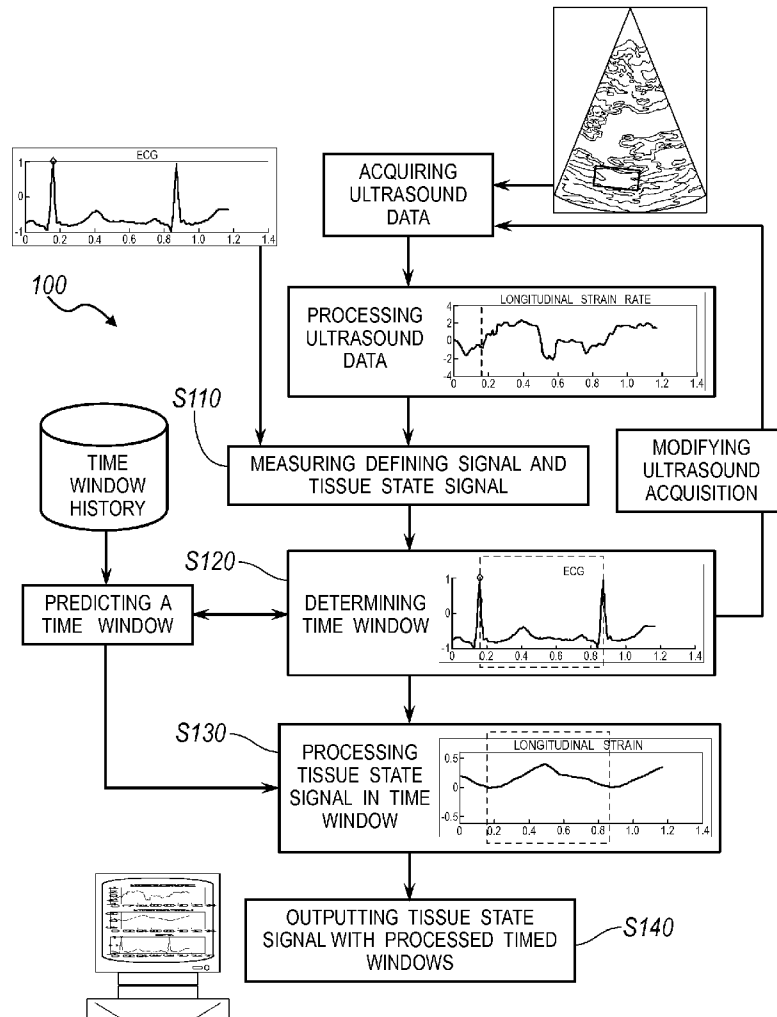 ECG
1
0
-1
0 0.2 0.4 0.6 0.8 1 1.2 1.4
100
ACQUIRING
ULTRASOUND
DATA
PROCESSING
ULTRASOUND
DATA
LONGITUDINAL STRAIN RATE
4
2
0
-2
-4
0 0.2 0.4 0.6 0.8 1 1.2 1.4
S110
MEASURING DEFINING SIGNAL AND
TISSUE STATE SIGNAL
MODIFYING
ULTRASOUND
ACQUISITION
TIME
WINDOW
HISTORY
PREDICTING A
TIME WINDOW
S120
DETERMINING
TIME WINDOW
ECG
1
0
-1
0 0.2 0.4 0.6 0.8 1 1.2 1.4
S130
PROCESSING
TISSUE STATE
SIGNAL IN TIME
WINDOW
LONGITUDINAL STRAIN
0.5
0
-0.5
0 0.2 0.4 0.6 0.8 1 1.2 1.4
OUTPUTTING TISSUE STATE
SIGNAL WITH PROCESSED TIMED
WINDOWS
S140